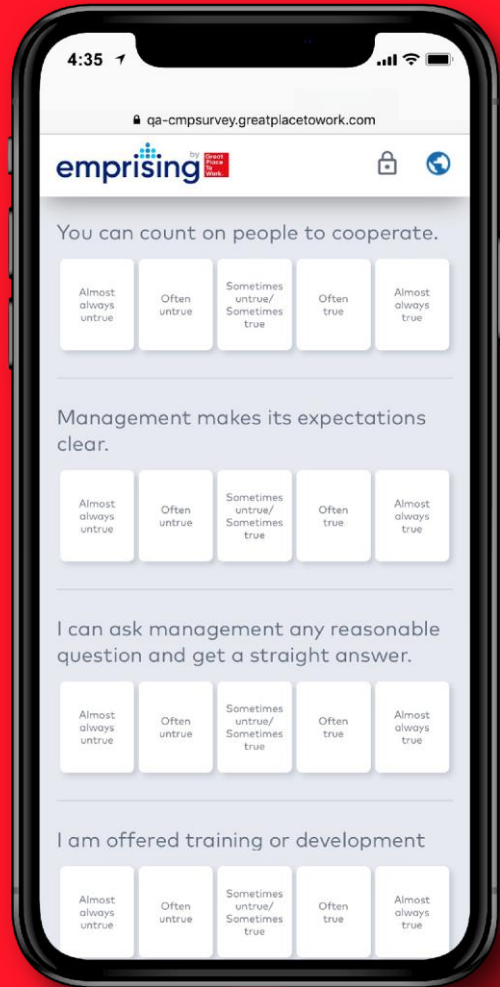 4:35
qa-cmpsurvey.greatplacetowork.com
emprising by Great Place To Work.
You can count on people to cooperate.
Almost always untrue
Often untrue
Sometimes untrue/ Sometimes true
Often true
Almost always true
Management makes its expectations
clear.
Almost always untrue
Often untrue
Sometimes untrue/ Sometimes true
Often true
Almost always true
I can ask management any reasonable
question and get a straight answer.
Almost always untrue
Often untrue
Sometimes untrue/ Sometimes true
Often true
Almost always true
I am offered training or development
Almost always untrue
Often untrue
Sometimes untrue/ Sometimes true
Often true
Almost always true